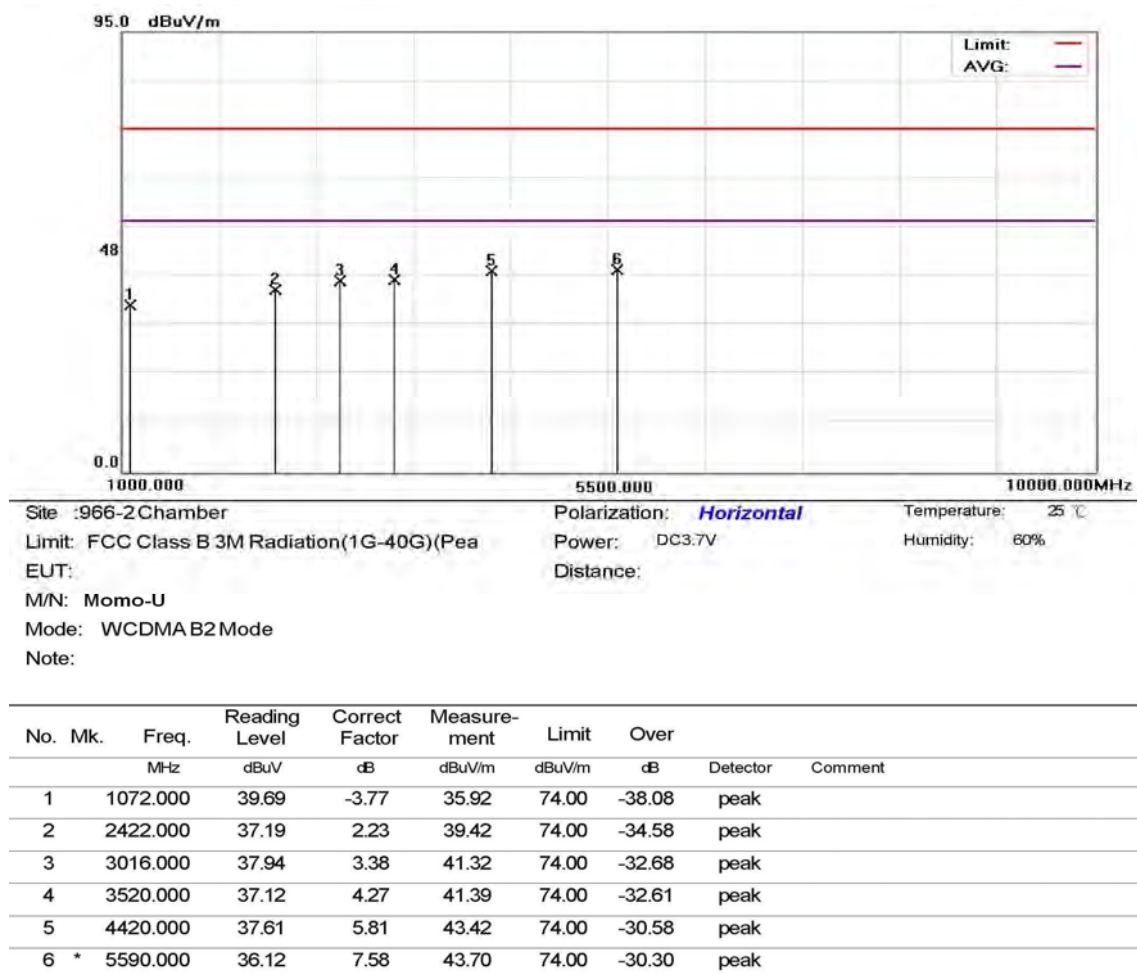 95.0 dBuV/m
Limit:
AVG:
48
1 2 3 4 5 6
0.0
1000.000 5500.000 10000.000MHz
Site :966-2 Chamber Polarization: Horizontal Temperature: 25 ℃
Limit: FCC Class B 3M Radiation(1G-40G)(Pea Power: DC3.7V Humidity: 60%
EUT: Distance:
M/N: Momo-U
Mode: WCDMA B2 Mode
Note:
No. Mk. Freq. Reading Level Correct Factor Measure-ment Limit Over
MHz dBuV dB dBuV/m dBuV/m dB Detector Comment
1 1072.000 39.69 -3.77 35.92 74.00 -38.08 peak
2 2422.000 37.19 2.23 39.42 74.00 -34.58 peak
3 3016.000 37.94 3.38 41.32 74.00 -32.68 peak
4 3520.000 37.12 4.27 41.39 74.00 -32.61 peak
5 4420.000 37.61 5.81 43.42 74.00 -30.58 peak
6 * 5590.000 36.12 7.58 43.70 74.00 -30.30 peak